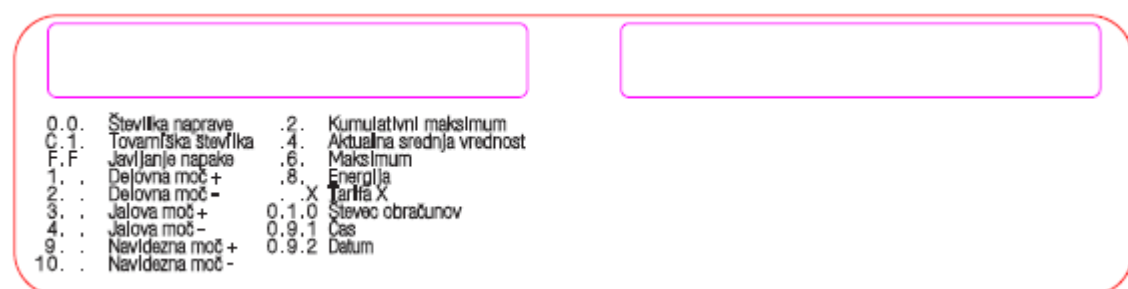 0.0. Številka naprave .2. Kumulativni maksimum
C.1. Tovarniška številka .4. Aktualna srednja vrednost
F.F Javljanje napake .6. Maksimum
1. . Delovna moč + .8. Energija
2. . Delovna moč - . .X Tarifa X
3. . Jalova moč + 0.1.0 Števec obračunov
4. . Jalova moč - 0.9.1 Čas
9. . Navidezna moč + 0.9.2 Datum
10. . Navidezna moč -